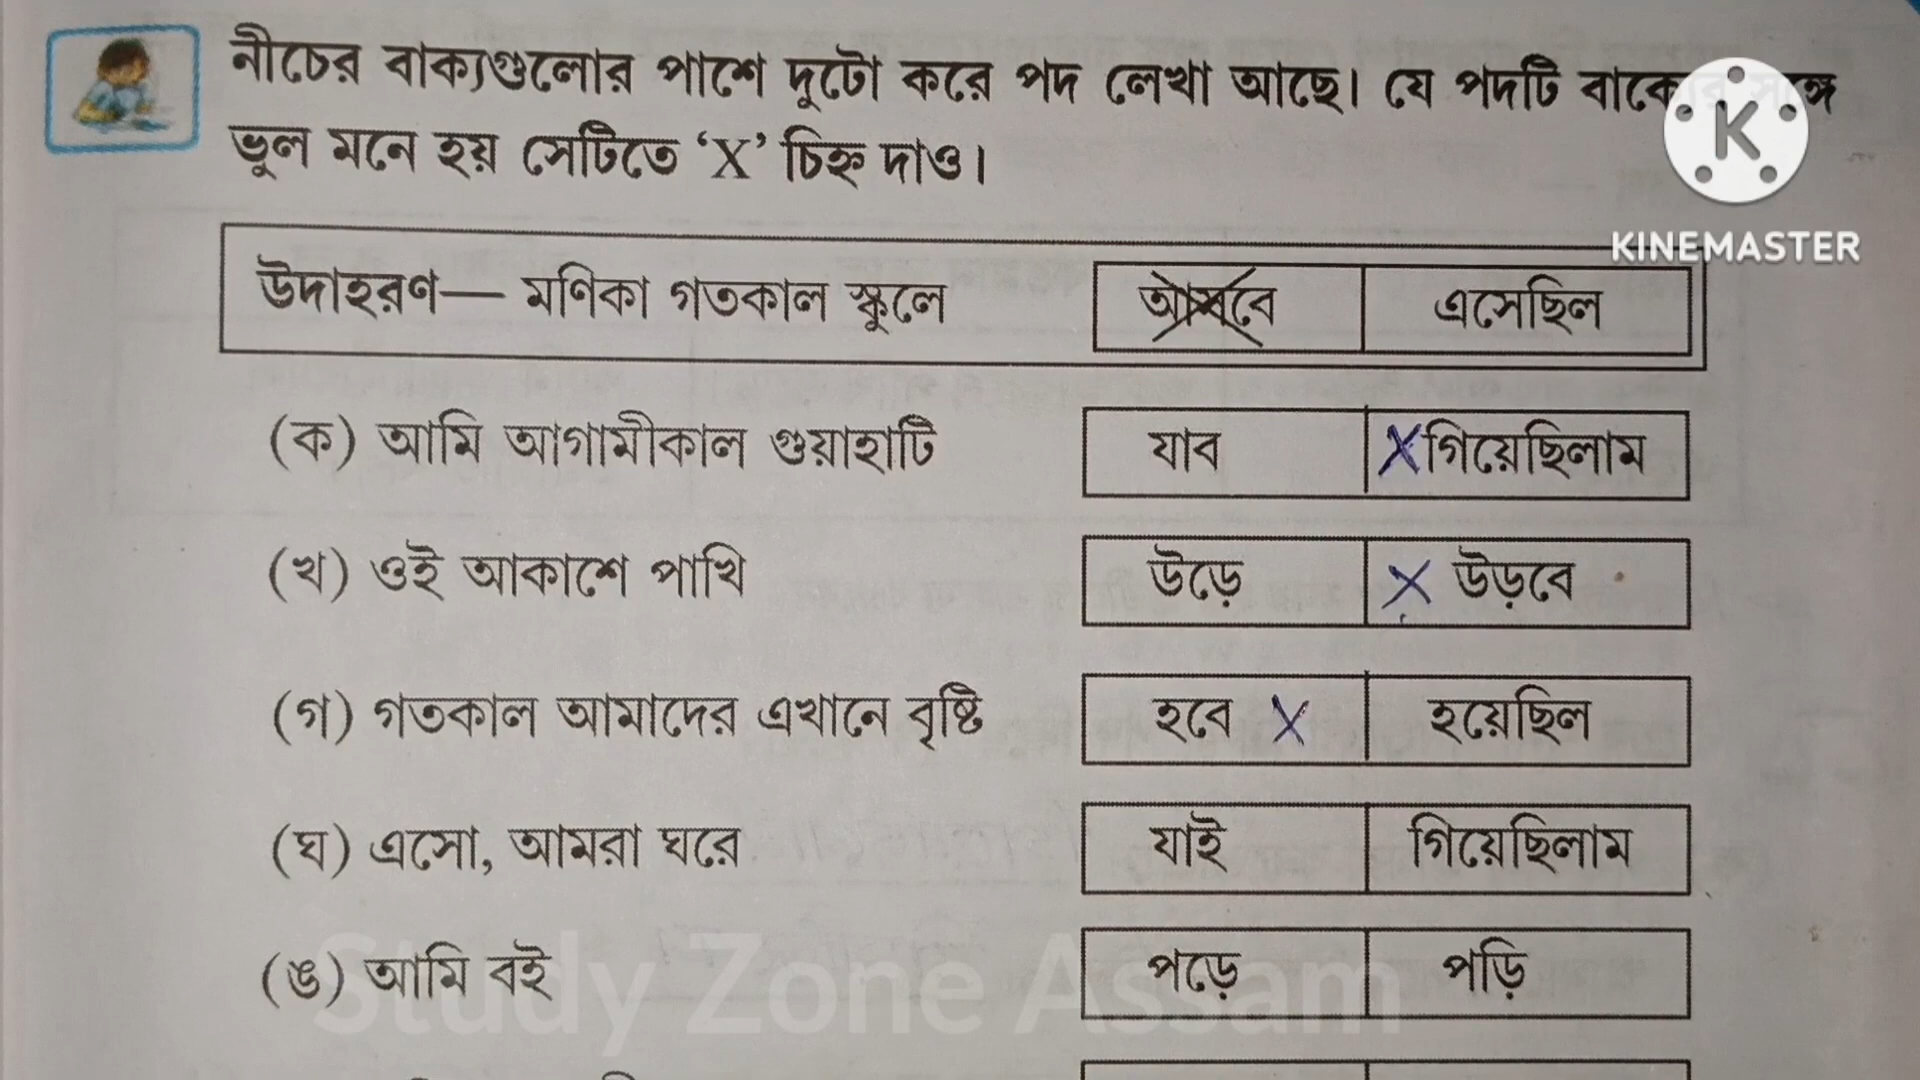 নীচের বাক্যগুলোর পাশে দুটো করে পদ লেখা আছে। যে পদটি বাক্যের সঙ্গে
ভুল মনে হয় সেটিতে ‘X’ চিহ্ন দাও।
K
KINEMASTER
উদাহরণ— মণিকা গতকাল স্কুলে আসবে এসেছিল
(ক) আমি আগামীকাল গুয়াহাটি যাব X গিয়েছিলাম
(খ) ওই আকাশে পাখি উড়ে X উড়বে
(গ) গতকাল আমাদের এখানে বৃষ্টি হবে X হয়েছিল
(ঘ) এসো, আমরা ঘরে যাই গিয়েছিলাম
(ঙ) আমি বই পড়ে পড়ি
Study Zone Assam